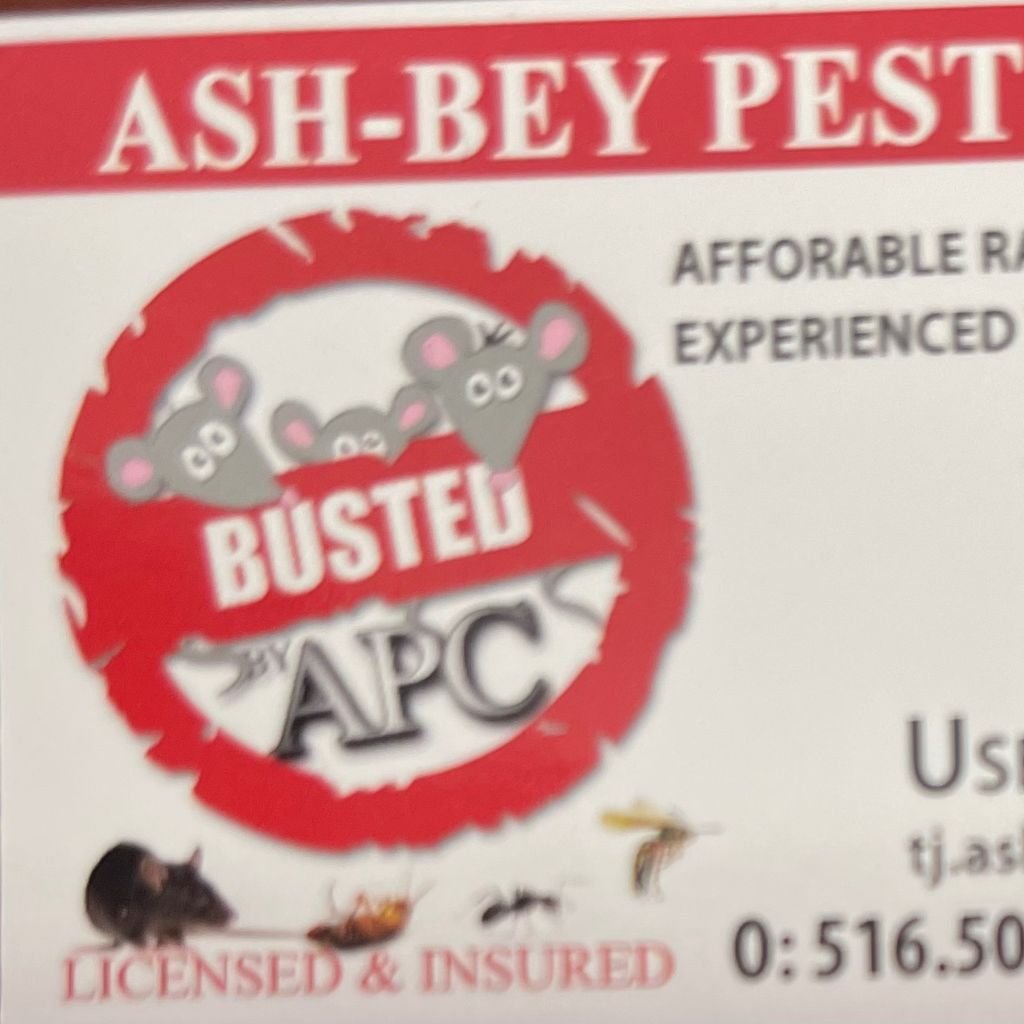 ASH-BEY PEST
AFFORABLE RA
EXPERIENCED
BUSTED
BY APC
Us
tj.as
LICENSED & INSURED
O: 516.50